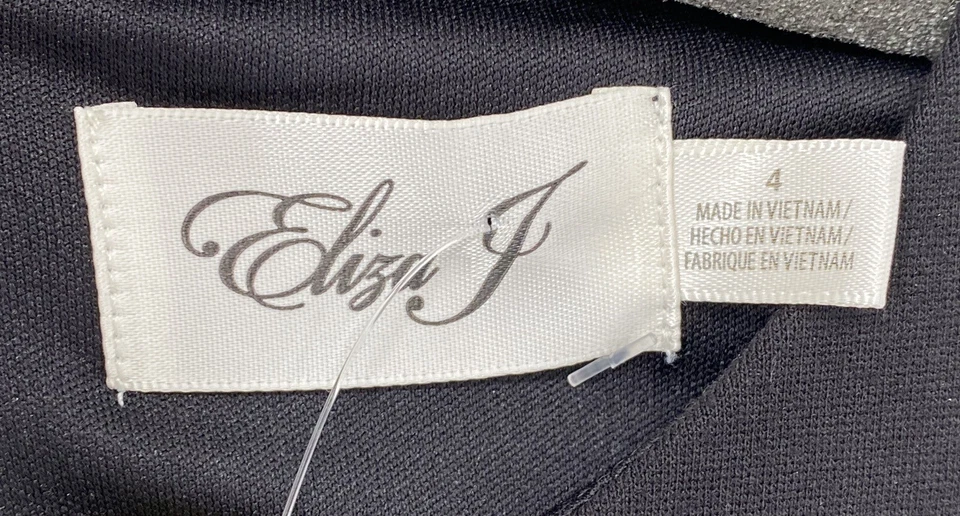 Eliza J
4
MADE IN VIETNAM/
HECHO EN VIETNAM/
FABRIQUE EN VIETNAM